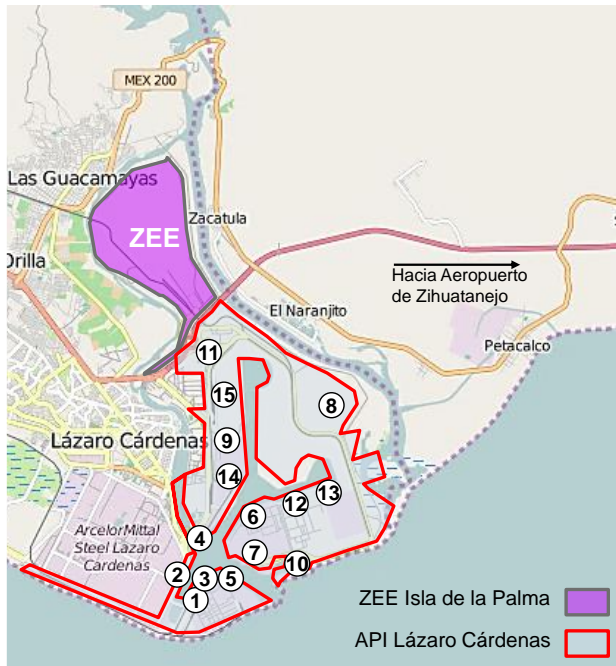 MEX 200
Las Guacamayas
ZEE
Zacatula
Orilla
Hacia Aeropuerto
de Zihuatanejo
El Naranjito
Petacalco
11
15
8
Lázaro Cárdenas
9
14
13
12
6
ArcelorMittal
Steel Lazaro
Cardenas
4
7
10
2
3
5
1
ZEE Isla de la Palma
API Lázaro Cárdenas